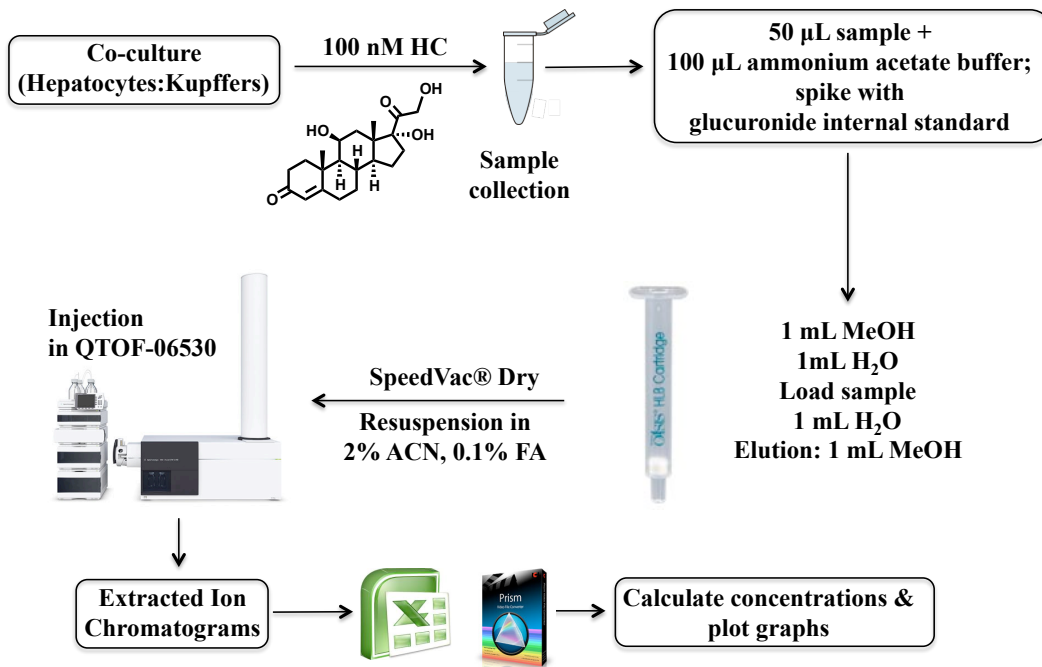 Co-culture
(Hepatocytes:Kupffers)
100 nM HC
OH
O
HO
OH
H
H
H
O
Sample
collection
50 µL sample +
100 µL ammonium acetate buffer;
spike with
glucuronide internal standard
1 mL MeOH
1mL H₂O
Load sample
1 mL H₂O
Elution: 1 mL MeOH
Oasis® HLB Cartridge
SpeedVac® Dry
Resuspension in
2% ACN, 0.1% FA
Injection
in QTOF-06530
Extracted Ion
Chromatograms
X
Prism
Video File Converter
Calculate concentrations &
plot graphs